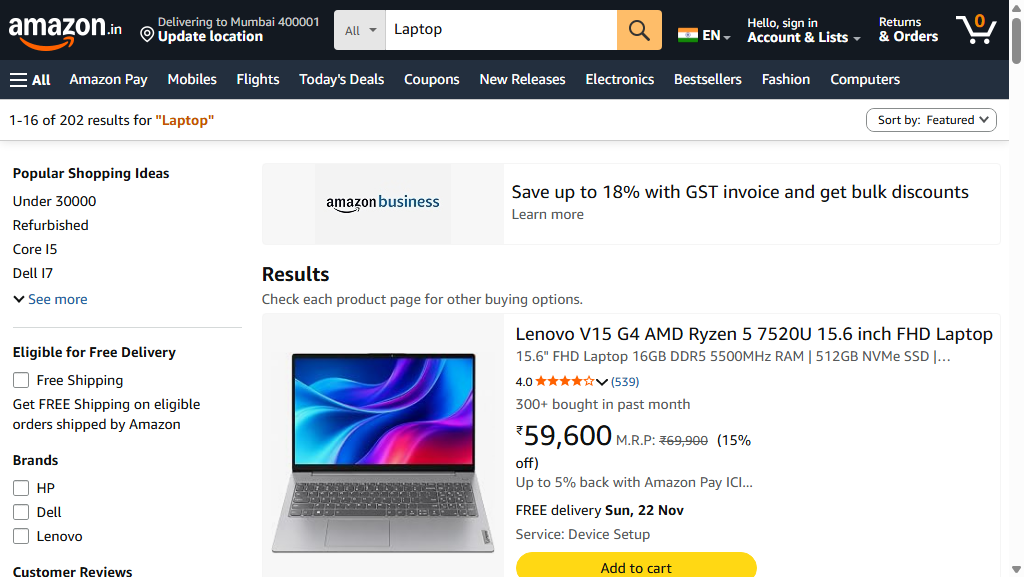 amazon.in
Delivering to Mumbai 400001
Update location
All
Laptop
EN
Hello, sign in
Account & Lists
Returns
& Orders
0
All
Amazon Pay
Mobiles
Flights
Today's Deals
Coupons
New Releases
Electronics
Bestsellers
Fashion
Computers
1-16 of 202 results for "Laptop"
Sort by: Featured
Popular Shopping Ideas
Under 30000
Refurbished
Core I5
Dell I7
See more
Eligible for Free Delivery
Free Shipping
Get FREE Shipping on eligible
orders shipped by Amazon
Brands
HP
Dell
Lenovo
Customer Reviews
amazon business
Save up to 18% with GST invoice and get bulk discounts
Learn more
Results
Check each product page for other buying options.
Lenovo V15 G4 AMD Ryzen 5 7520U 15.6 inch FHD Laptop
15.6" FHD Laptop 16GB DDR5 5500MHz RAM | 512GB NVMe SSD |...
4.0 (539)
300+ bought in past month
₹59,600 M.R.P: ₹69,900 (15%
off)
Up to 5% back with Amazon Pay ICI...
FREE delivery Sun, 22 Nov
Service: Device Setup
Add to cart